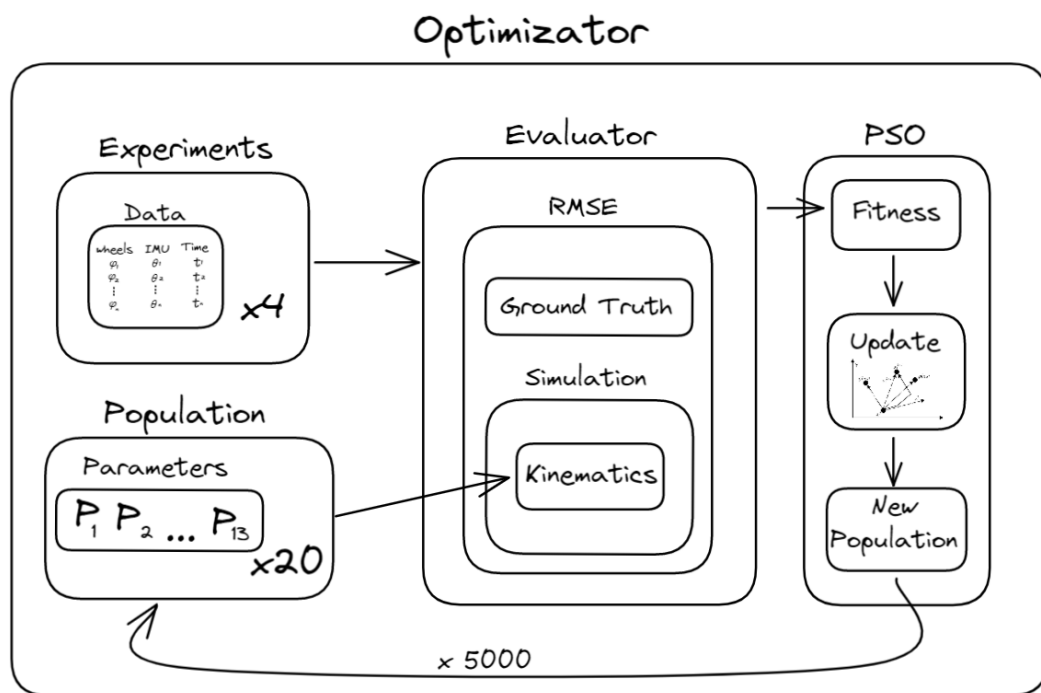 Optimizator
Experiments
Data
wheels IMU Time
φ₁ θ₁ t₁
φ₂ θ₂ t₂
⋮ ⋮ ⋮
φₙ θₙ tₙ
x4
Population
Parameters
P₁ P₂ ... P₁₃
x20
Evaluator
RMSE
Ground Truth
Simulation
Kinematics
PSO
Fitness
Update
New
Population
x 5000